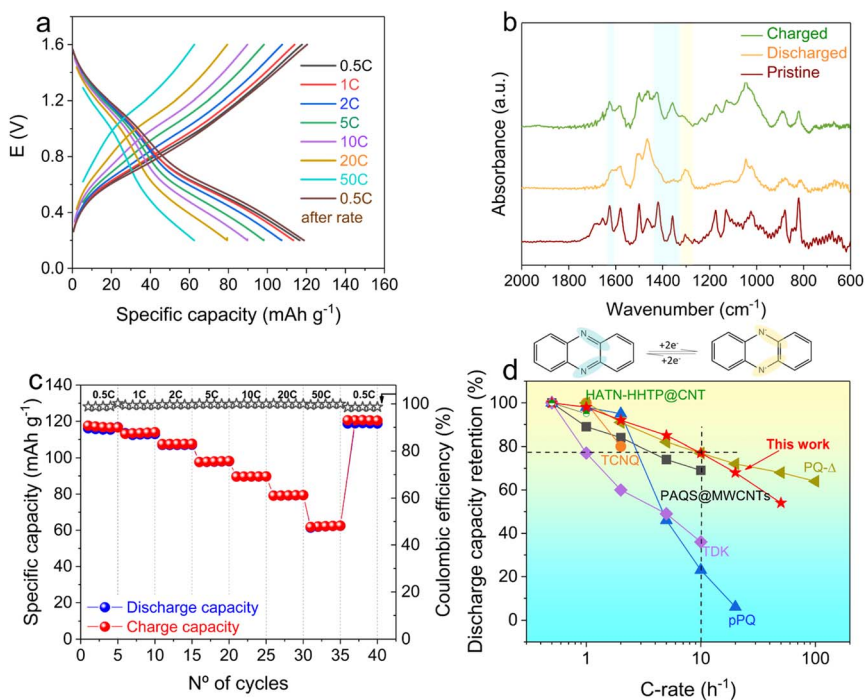 a
1.6
1.2
0.8
0.4
0.0
E (V)
0.5C
1C
2C
5C
10C
20C
50C
0.5C
after rate
0 20 40 60 80 100 120 140 160
Specific capacity (mAh g-1)
b
Charged
Discharged
Pristine
Absorbance (a.u.)
2000 1800 1600 1400 1200 1000 800 600
Wavenumber (cm-1)
N
N
+2e-
+2e-
N
N
c
140
120
100
80
60
40
20
0
Specific capacity (mAh g-1)
0.5C 1C 2C 5C 10C 20C 50C 0.5C
100
80
60
40
20
0
Coulombic efficiency (%)
Discharge capacity
Charge capacity
0 5 10 15 20 25 30 35 40
Nº of cycles
d
100
80
60
40
20
0
Discharge capacity retention (%)
HATN-HHTP@CNT
TCNQ
This work
PQ-Δ
PAQS@MWCNTs
TDK
pPQ
1 10 100
C-rate (h-1)